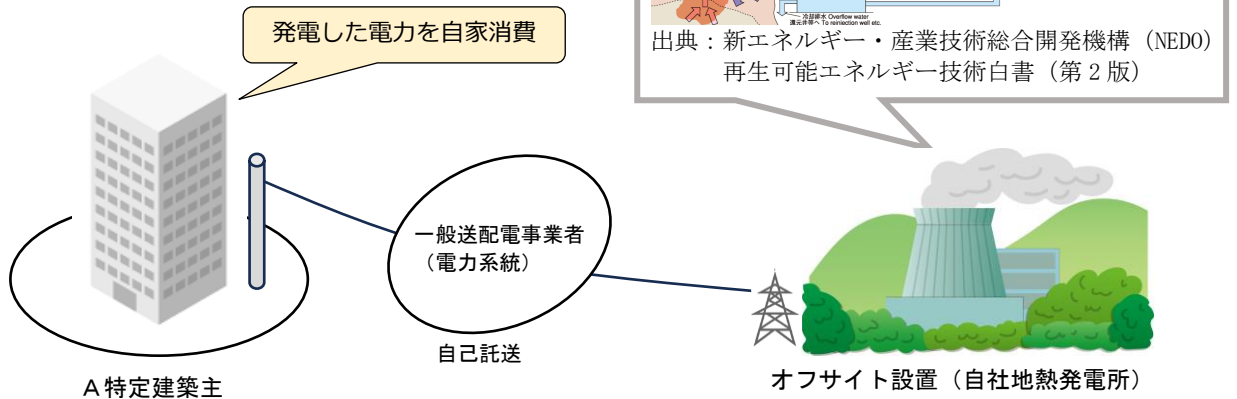 発電した電力を自家消費
冷却排水 Overflow water
還元井等へ To reinjection well etc.
出典：新エネルギー・産業技術総合開発機構（NEDO）
再生可能エネルギー技術白書（第２版）
一般送配電事業者
（電力系統）
自己託送
Ａ特定建築主
オフサイト設置（自社地熱発電所）